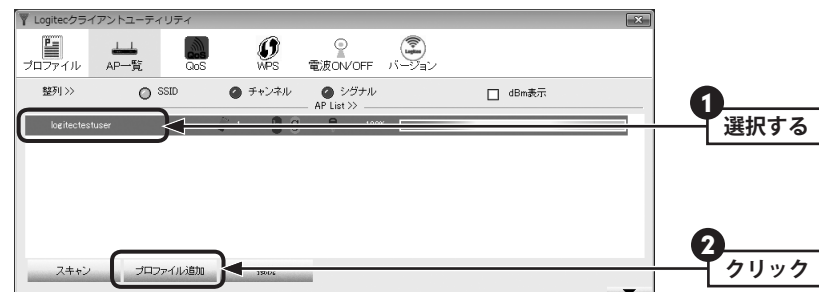 Logitecクライアントユーティリティ
プロファイル AP一覧 QoS WPS 電波ON/OFF バージョン
整列 >> SSID チャンネル シグナル dBm表示
AP List >>
logitectestuser 100%
1 選択する
スキャン プロファイル追加
2 クリック